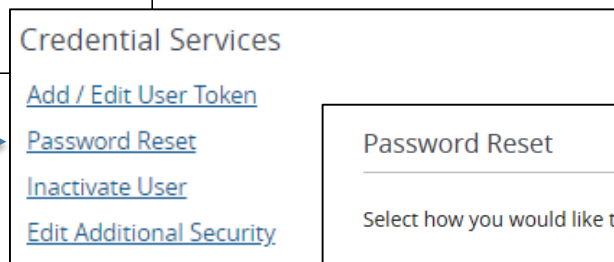 Credential Services
Add / Edit User Token
Password Reset
Inactivate User
Edit Additional Security
Password Reset
Select how you would like